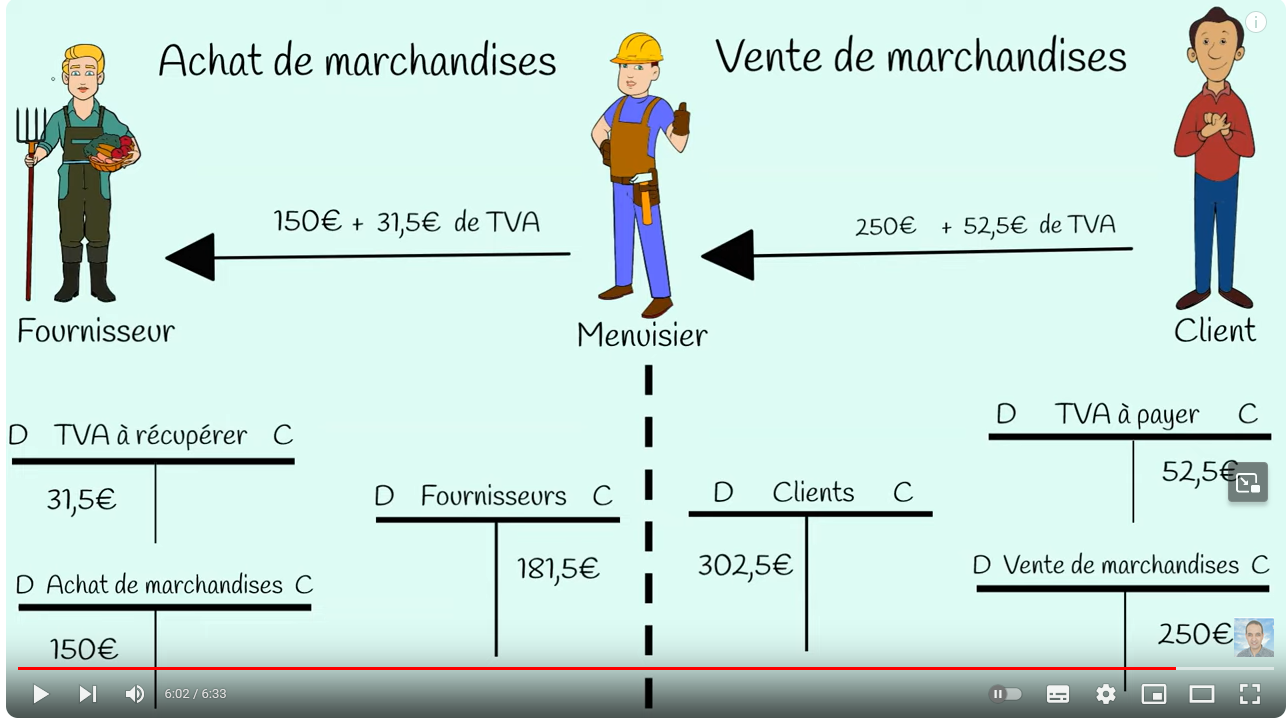 Achat de marchandises
Vente de marchandises
150€ + 31,5€ de TVA
250€ + 52,5€ de TVA
Fournisseur
Menuisier
Client
D TVA à récupérer C
31,5€
D Achat de marchandises C
150€
D Fournisseurs C
181,5€
D Clients C
302,5€
D TVA à payer C
52,5€
D Vente de marchandises C
250€
6:02 / 6:33